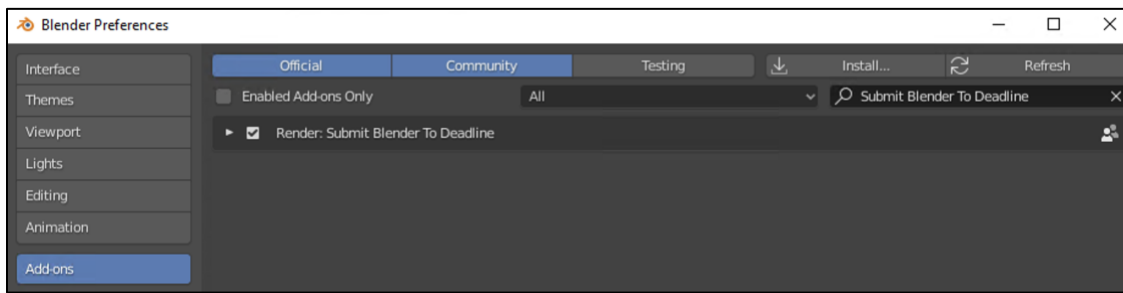 Blender Preferences
Interface
Themes
Viewport
Lights
Editing
Animation
Add-ons
Official Community Testing Install... Refresh
Enabled Add-ons Only All Submit Blender To Deadline
Render: Submit Blender To Deadline